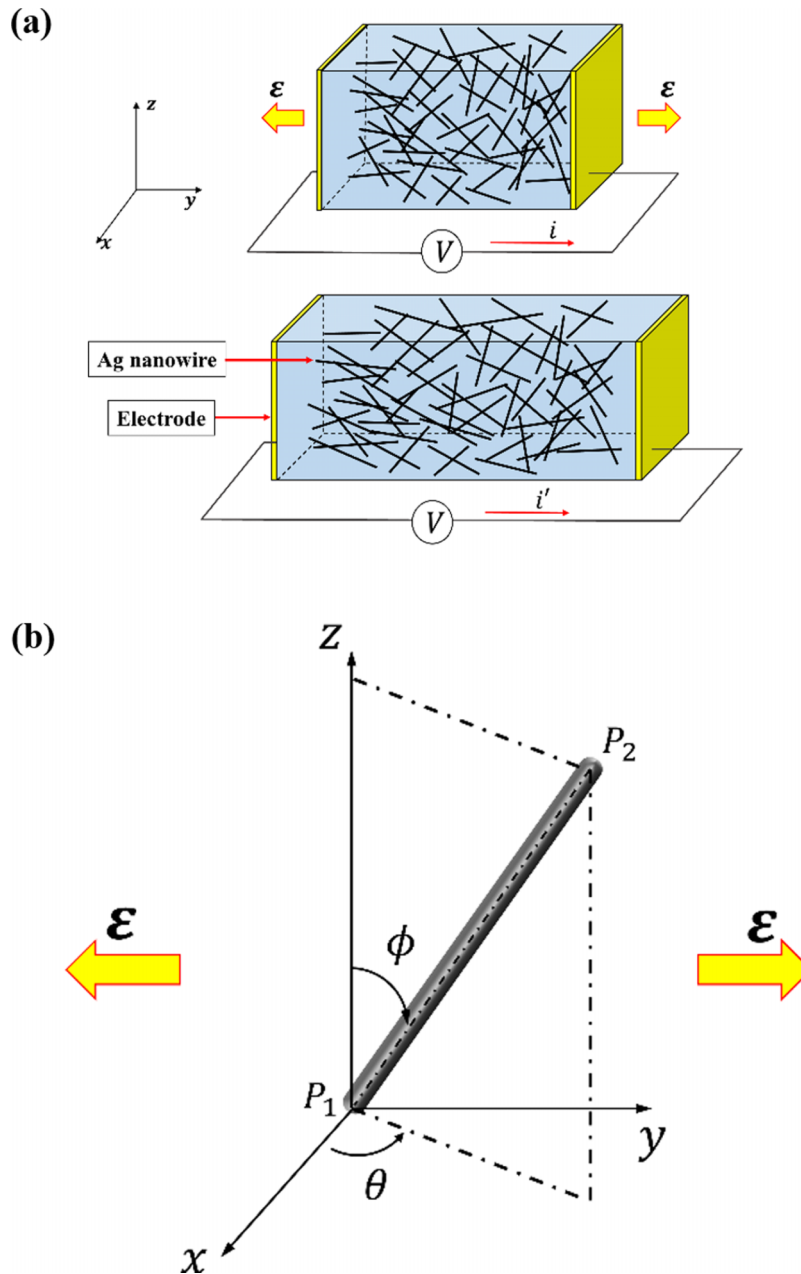 (a)
ε
ε
z
y
x
i
V
Ag nanowire
Electrode
i′
V
(b)
Z
P₂
ε
ε
ϕ
P₁
y
θ
x